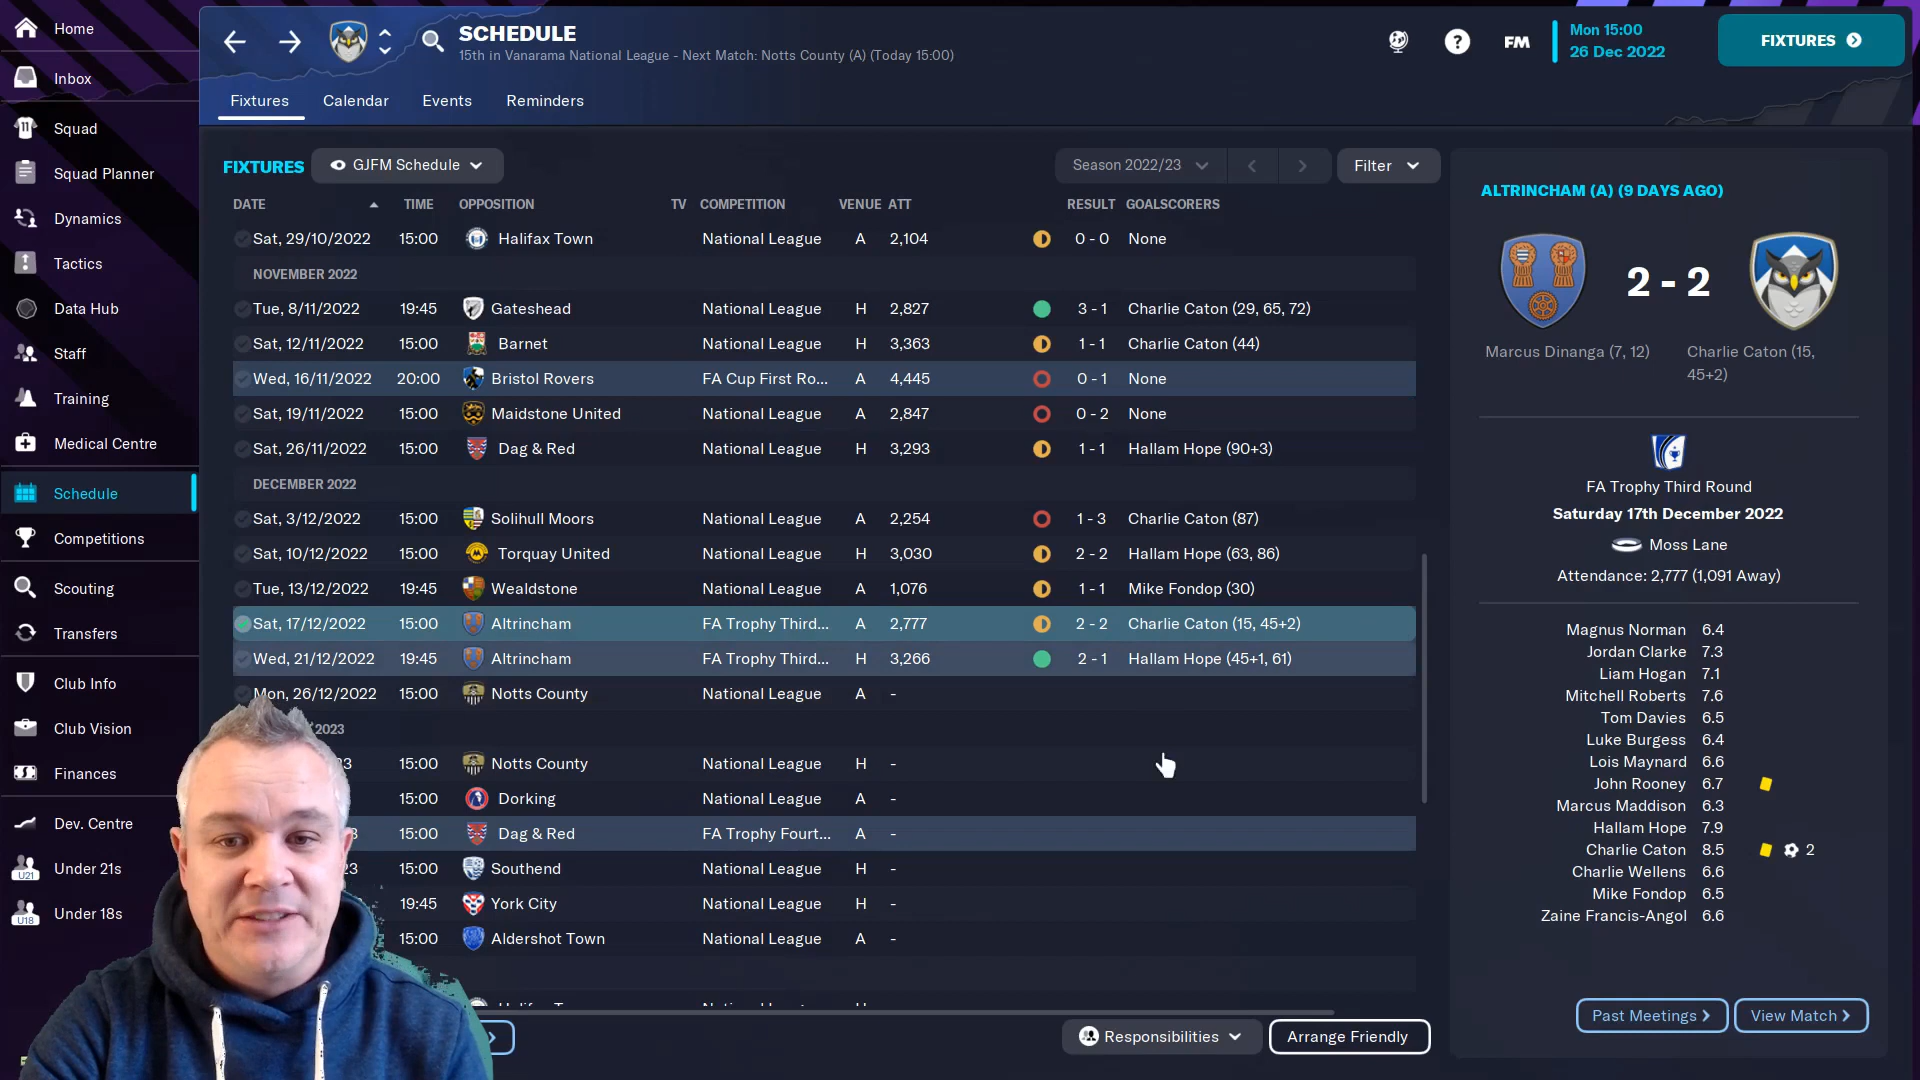 Home
Inbox
Squad
Squad Planner
Dynamics
Tactics
Data Hub
Staff
Training
Medical Centre
Schedule
Competitions
Scouting
Transfers
Club Info
Club Vision
Finances
Dev. Centre
U21 Under 21s
U18 Under 18s
SCHEDULE
15th in Vanarama National League - Next Match: Notts County (A) (Today 15:00)
? FM
Mon 15:00
26 Dec 2022
FIXTURES
Fixtures Calendar Events Reminders
FIXTURES GJFM Schedule Season 2022/23 Filter
DATE TIME OPPOSITION TV COMPETITION VENUE ATT RESULT GOALSCORERS
Sat, 29/10/2022 15:00 Halifax Town National League A 2,104 0 - 0 None
NOVEMBER 2022
Tue, 8/11/2022 19:45 Gateshead National League H 2,827 3 - 1 Charlie Caton (29, 65, 72)
Sat, 12/11/2022 15:00 Barnet National League H 3,363 1 - 1 Charlie Caton (44)
Wed, 16/11/2022 20:00 Bristol Rovers FA Cup First Ro... A 4,445 0 - 1 None
Sat, 19/11/2022 15:00 Maidstone United National League A 2,847 0 - 2 None
Sat, 26/11/2022 15:00 Dag & Red National League H 3,293 1 - 1 Hallam Hope (90+3)
DECEMBER 2022
Sat, 3/12/2022 15:00 Solihull Moors National League A 2,254 1 - 3 Charlie Caton (87)
Sat, 10/12/2022 15:00 Torquay United National League H 3,030 2 - 2 Hallam Hope (63, 86)
Tue, 13/12/2022 19:45 Wealdstone National League A 1,076 1 - 1 Mike Fondop (30)
Sat, 17/12/2022 15:00 Altrincham FA Trophy Third... A 2,777 2 - 2 Charlie Caton (15, 45+2)
Wed, 21/12/2022 19:45 Altrincham FA Trophy Third... H 3,266 2 - 1 Hallam Hope (45+1, 61)
Mon, 26/12/2022 15:00 Notts County National League A -
2023
3 15:00 Notts County National League H -
15:00 Dorking National League A -
3 15:00 Dag & Red FA Trophy Fourt... A -
23 15:00 Southend National League H -
19:45 York City National League H -
15:00 Aldershot Town National League A -
Responsibilities Arrange Friendly
ALTRINCHAM (A) (9 DAYS AGO)
2 - 2
Marcus Dinanga (7, 12)
Charlie Caton (15,
45+2)
FA Trophy Third Round
Saturday 17th December 2022
Moss Lane
Attendance: 2,777 (1,091 Away)
Magnus Norman 6.4
Jordan Clarke 7.3
Liam Hogan 7.1
Mitchell Roberts 7.6
Tom Davies 6.5
Luke Burgess 6.4
Lois Maynard 6.6
John Rooney 6.7
Marcus Maddison 6.3
Hallam Hope 7.9
Charlie Caton 8.5 2
Charlie Wellens 6.6
Mike Fondop 6.5
Zaine Francis-Angol 6.6
Past Meetings View Match